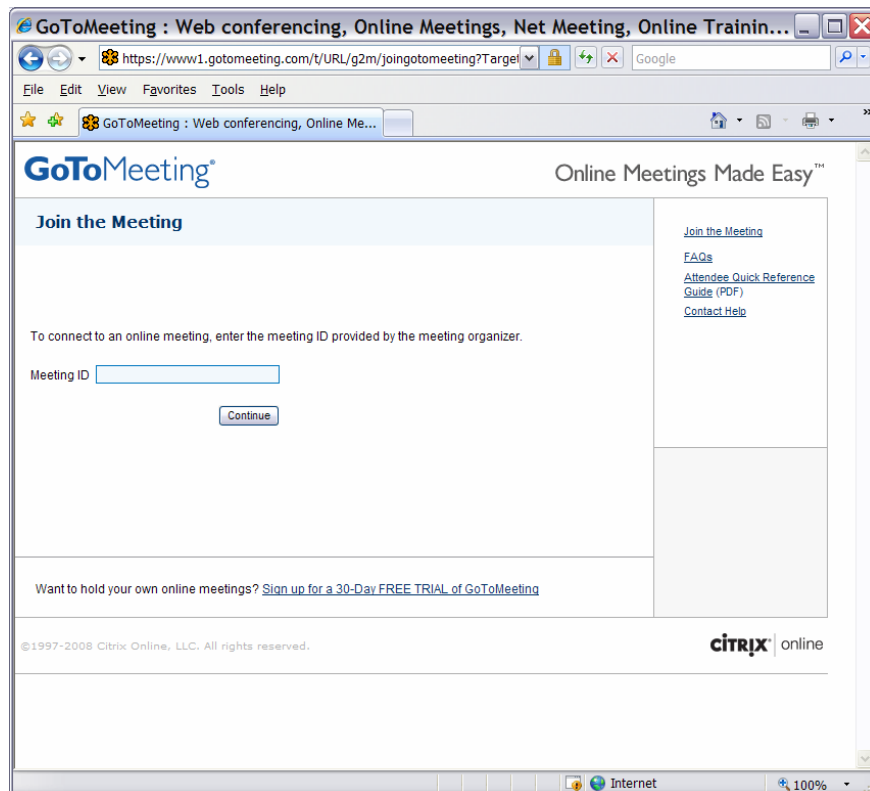 GoToMeeting : Web conferencing, Online Meetings, Net Meeting, Online Trainin...
https://www1.gotomeeting.com/t/URL/g2m/joingotomeeting?Target
Google
File Edit View Favorites Tools Help
GoToMeeting : Web conferencing, Online Me...
GoToMeeting®
Online Meetings Made Easy™
Join the Meeting
To connect to an online meeting, enter the meeting ID provided by the meeting organizer.
Meeting ID
Continue
Want to hold your own online meetings? Sign up for a 30-Day FREE TRIAL of GoToMeeting
Join the Meeting
FAQs
Attendee Quick Reference
Guide (PDF)
Contact Help
©1997-2008 Citrix Online, LLC. All rights reserved.
CITRIX® online
Internet
100%